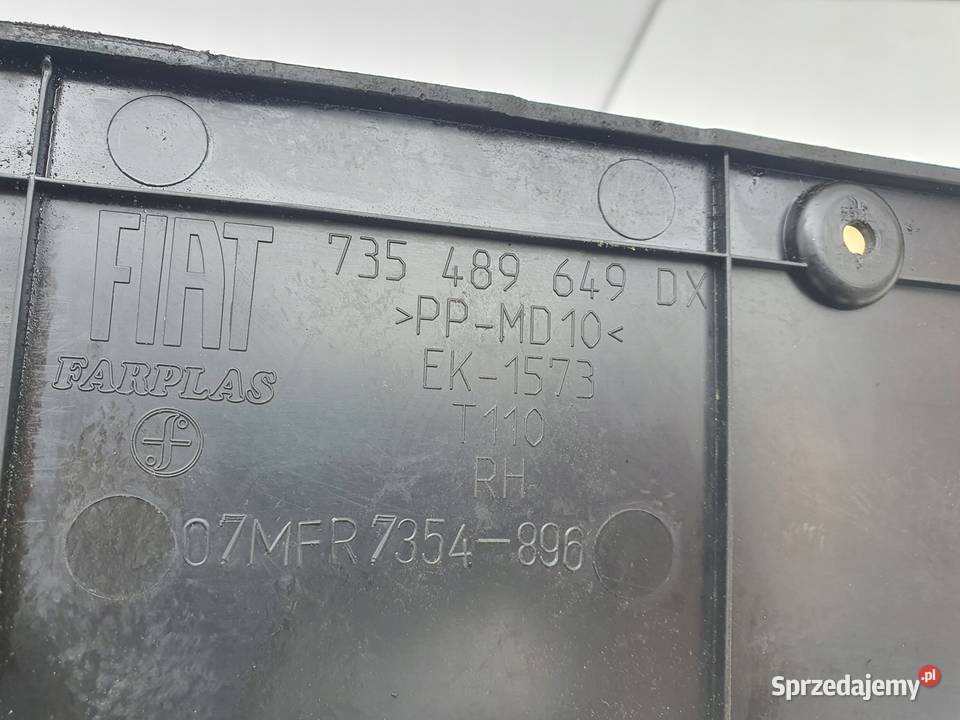 FIAT
735 489 649 DX
>PP-MD10<
FARPLAS
EK-1573
T110
RH
07MFR7354-896
Sprzedajemy.pl